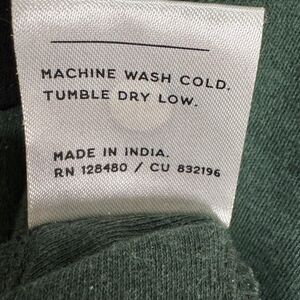 MACHINE WASH COLD.
TUMBLE DRY LOW.
MADE IN INDIA.
RN 128480 / CU 832196